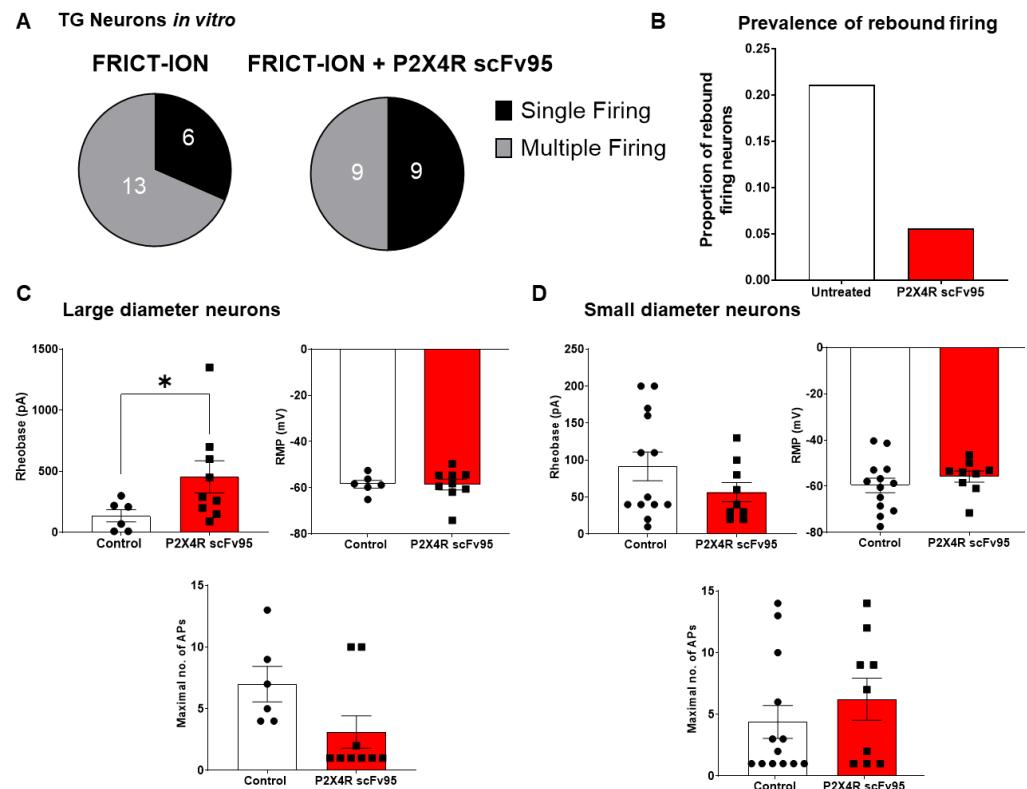 A TG Neurons in vitro
FRICT-ION
6
13
FRICT-ION + P2X4R scFv95
9 9
Single Firing
Multiple Firing
B Prevalence of rebound firing
Proportion of rebound
firing neurons
0.25
0.20
0.15
0.10
0.05
0.00
Untreated P2X4R scFv95
C Large diameter neurons
Rheobase (pA)
1500
1000
500
0
*
Control P2X4R scFv95
RMP (mV)
0
-20
-40
-60
-80
Control P2X4R scFv95
Maximal no. of APs
15
10
5
0
Control P2X4R scFv95
D Small diameter neurons
Rheobase (pA)
250
200
150
100
50
0
Control P2X4R scFv95
RMP (mV)
0
-20
-40
-60
-80
Control P2X4R scFv95
Maximal no. of APs
15
10
5
0
Control P2X4R scFv95